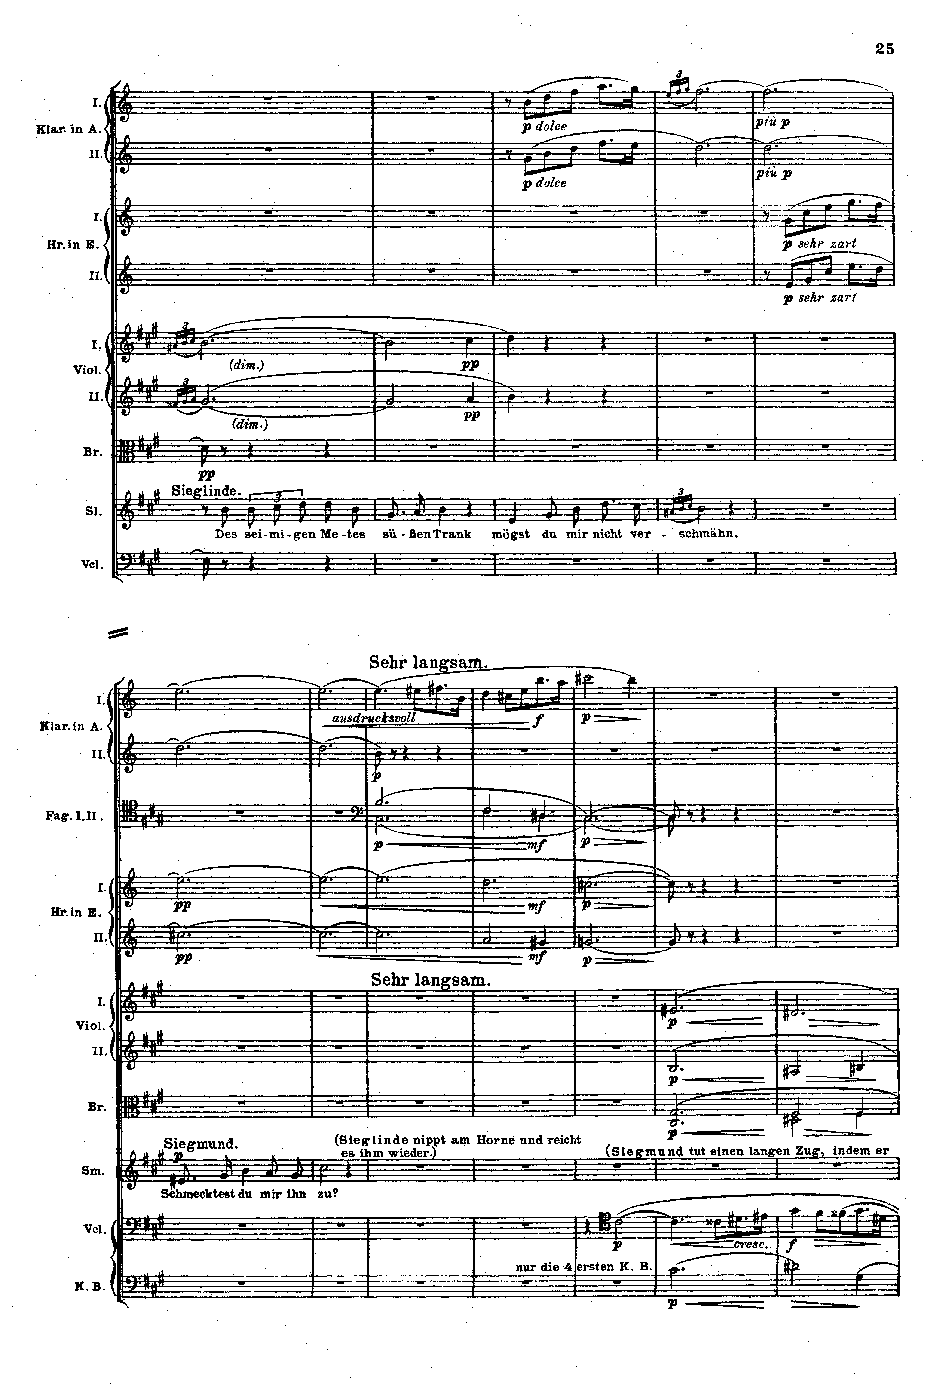 25
I.
Klar. in A.
II.
p dolce
più p
p dolce
più p
I.
Hr. in E.
II.
p sehr zart
p sehr zart
I.
Viol.
II.
(dim.)
pp
(dim.)
pp
Br.
pp
Sieglinde.
Sl.
Des sei-mi-gen Me-tes sü-ßen Trank mögst du mir nicht ver - schmähn.
Vcl.
Sehr langsam.
I.
Klar. in A.
II.
ausdrucksvoll
f
p
p
Fag. I, II.
p
mf
p
I.
Hr. in E.
II.
pp
mf
p
pp
mf
p
Sehr langsam.
I.
Viol.
II.
p
p
Br.
p
Siegmund.
p
(Sieglinde nippt am Horne und reicht
es ihm wieder.)
(Siegmund tut einen langen Zug, indem er
Sm.
Schmecktest du mir ihn zu?
Vcl.
p
cresc.
f
nur die 4 ersten K. B.
K. B.
p